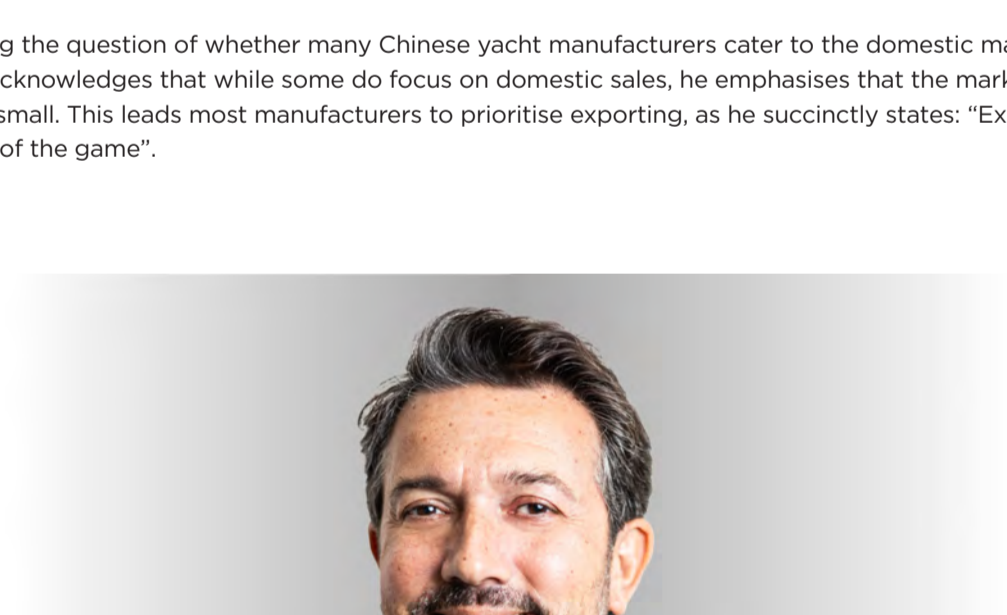 g the question of whether many Chinese yacht manufacturers cater to the domestic ma
cknowledges that while some do focus on domestic sales, he emphasises that the mark
small. This leads most manufacturers to prioritise exporting, as he succinctly states: “Ex
of the game”.